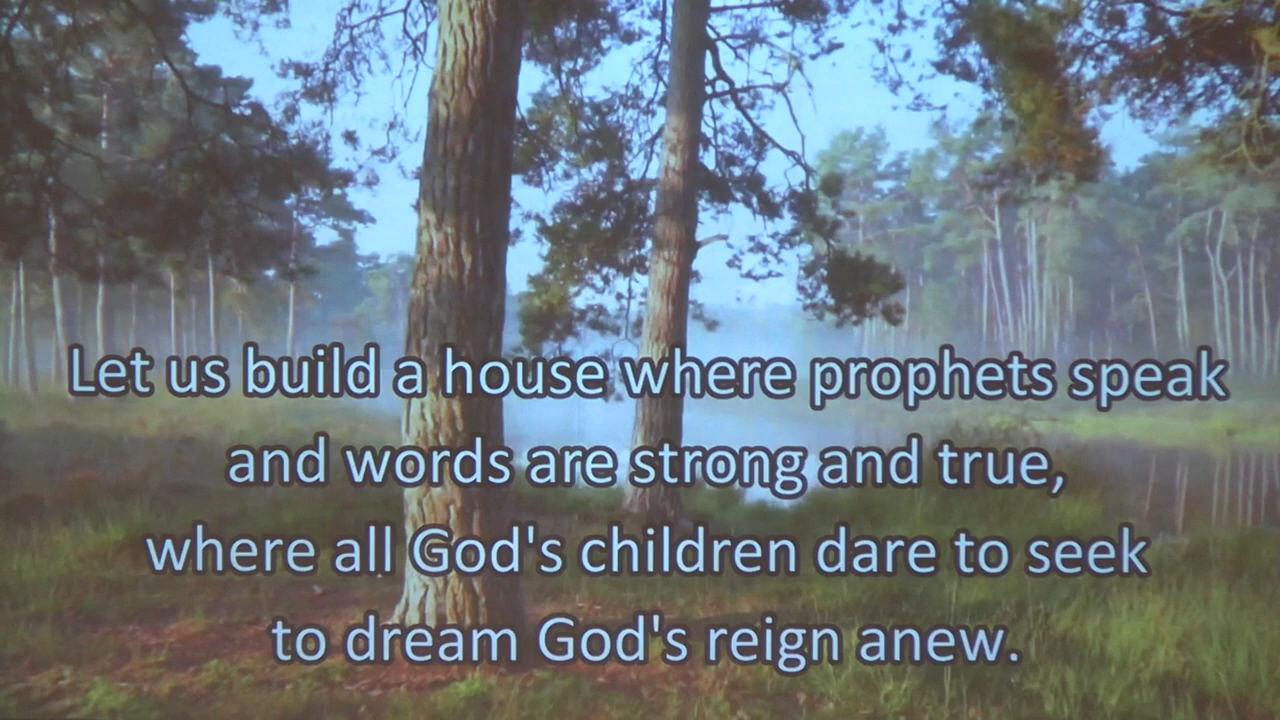 Let us build a house where prophets speak
and words are strong and true,
where all God's children dare to seek
to dream God's reign anew.